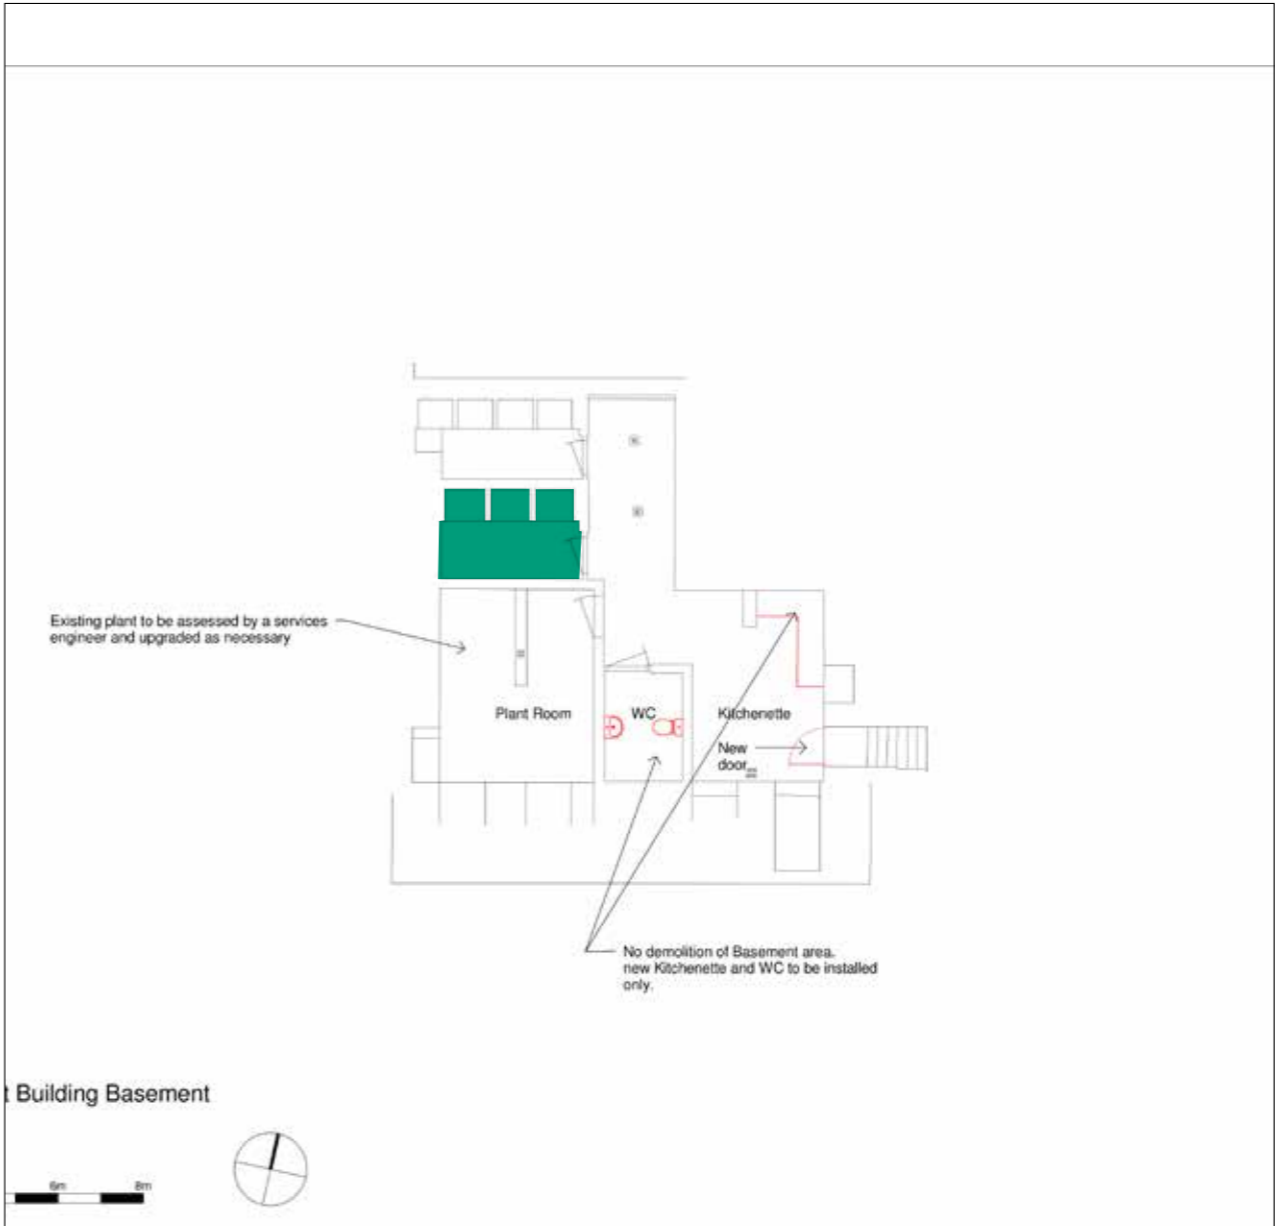 Existing plant to be assessed by a services
engineer and upgraded as necessary
Plant Room
WC
Kitchenette
New
door
No demolition of Basement area.
new Kitchenette and WC to be installed
only.
t Building Basement
6m 8m